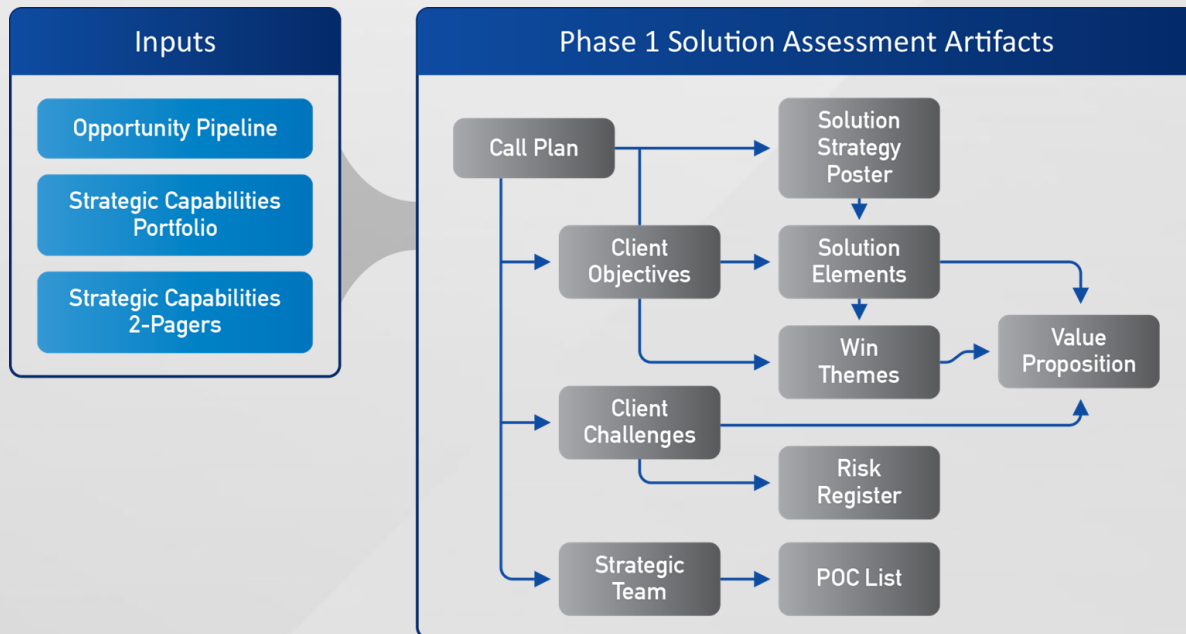 Inputs
Opportunity Pipeline
Strategic Capabilities
Portfolio
Strategic Capabilities
2-Pagers
Phase 1 Solution Assessment Artifacts
Call Plan
Solution
Strategy
Poster
Client
Objectives
Solution
Elements
Win
Themes
Value
Proposition
Client
Challenges
Risk
Register
Strategic
Team
POC List